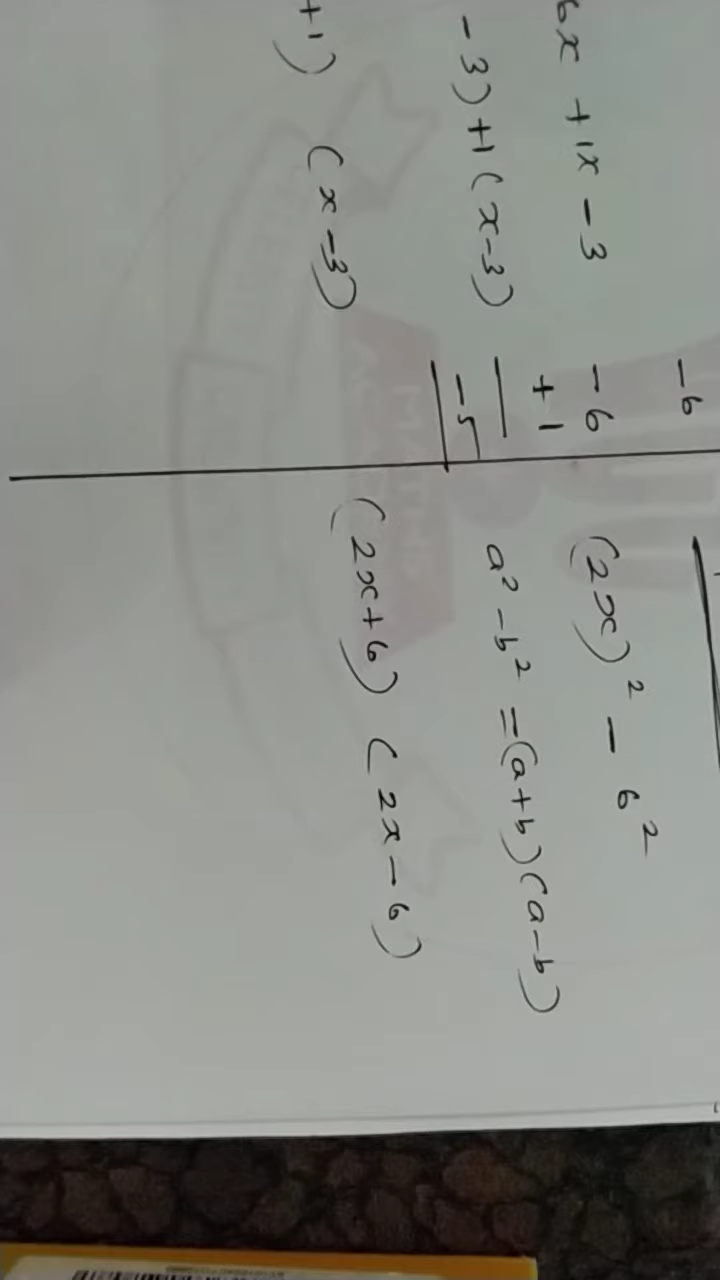 6x + 1x - 3
- 3) + 1 (x - 3)
+1) (x - 3)
-6
-6
+1
-5
(2x)² - 6²
a² - b² = (a+b) (a-b)
(2x+6) (2x-6)